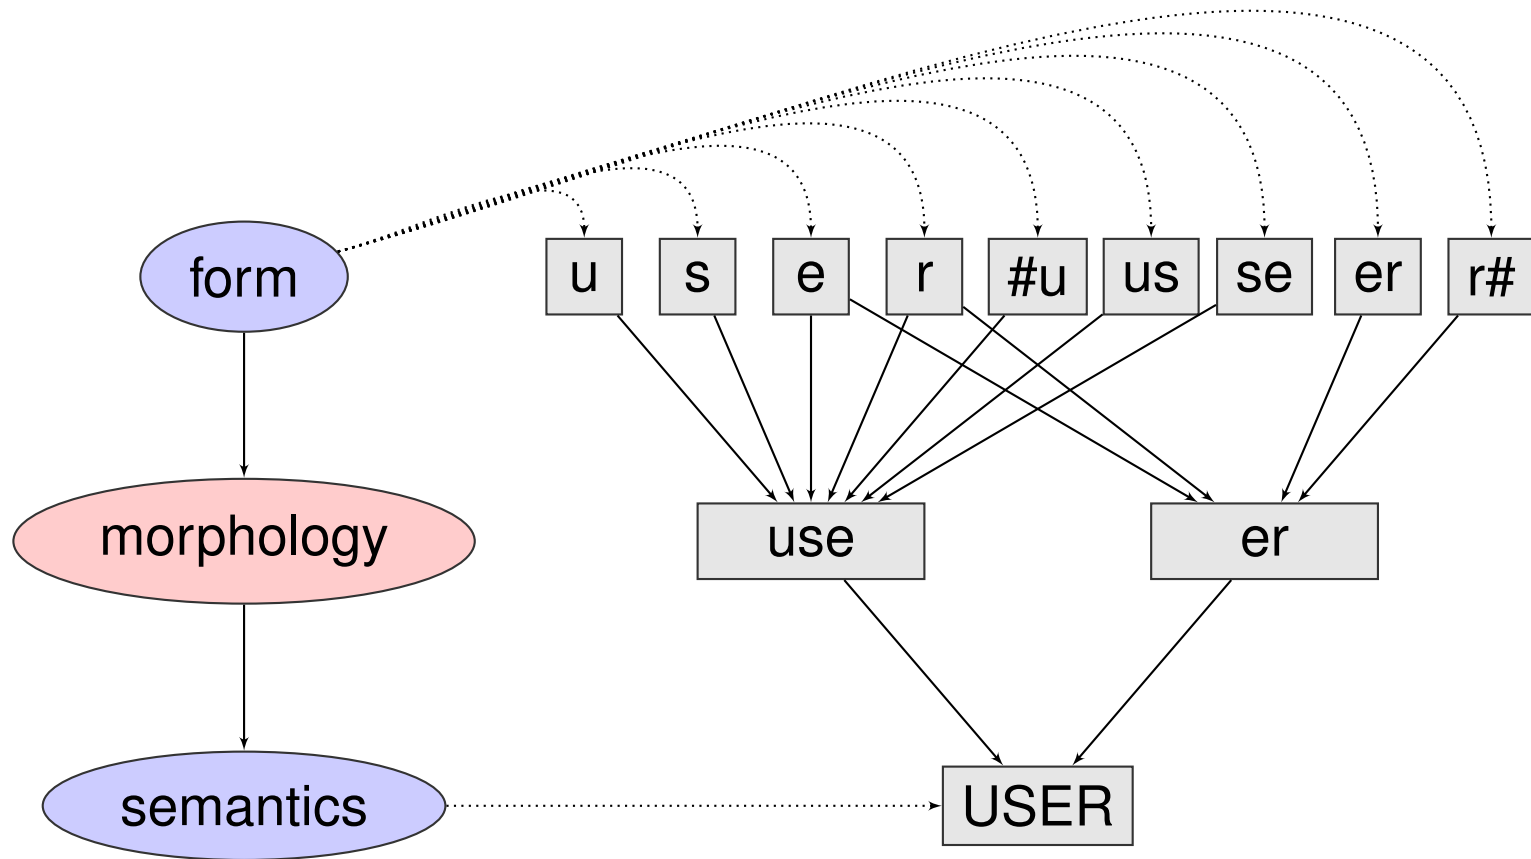 form
u
s
e
r
#u
us
se
er
r#
morphology
use
er
semantics
USER